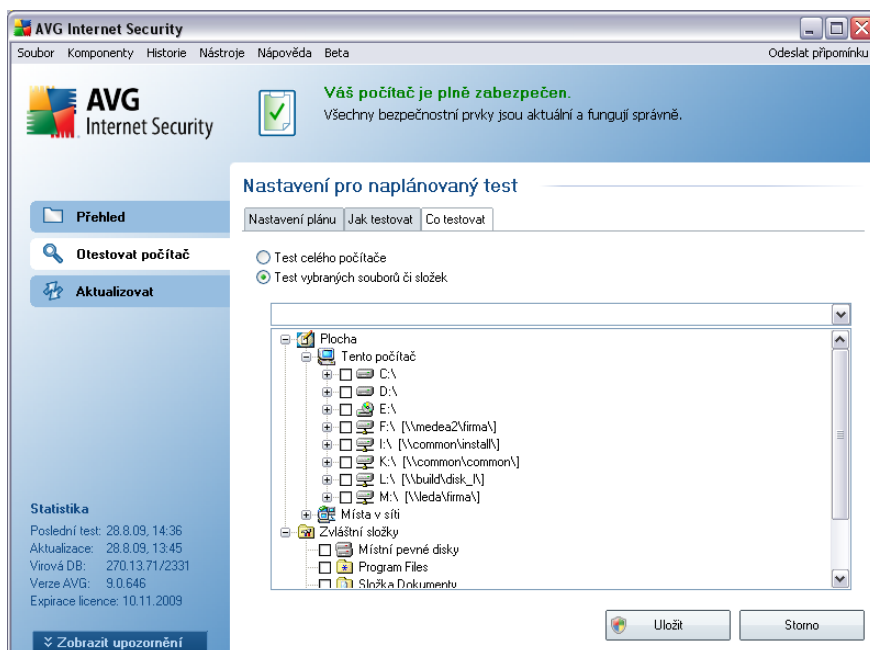 AVG Internet Security
Soubor Komponenty Historie Nástroje Nápověda Beta Odeslat připomínku
AVG
Internet Security
Váš počítač je plně zabezpečen.
Všechny bezpečnostní prvky jsou aktuální a fungují správně.
Nastavení pro naplánovaný test
Přehled
Otestovat počítač
Aktualizovat
Nastavení plánu Jak testovat Co testovat
Test celého počítače
Test vybraných souborů či složek
Plocha
Tento počítač
C:\
D:\
E:\
F:\ [\\medea2\firma\]
I:\ [\\common\install\]
K:\ [\\common\common\]
L:\ [\\build\disk_l\]
M:\ [\\leda\firma\]
Místa v síti
Zvláštní složky
Místní pevné disky
Program Files
Složka Dokumenty
Statistika
Poslední test: 28.8.09, 14:36
Aktualizace: 28.8.09, 13:45
Virová DB: 270.13.71/2331
Verze AVG: 9.0.646
Expirace licence: 10.11.2009
Zobrazit upozornění
Uložit Storno